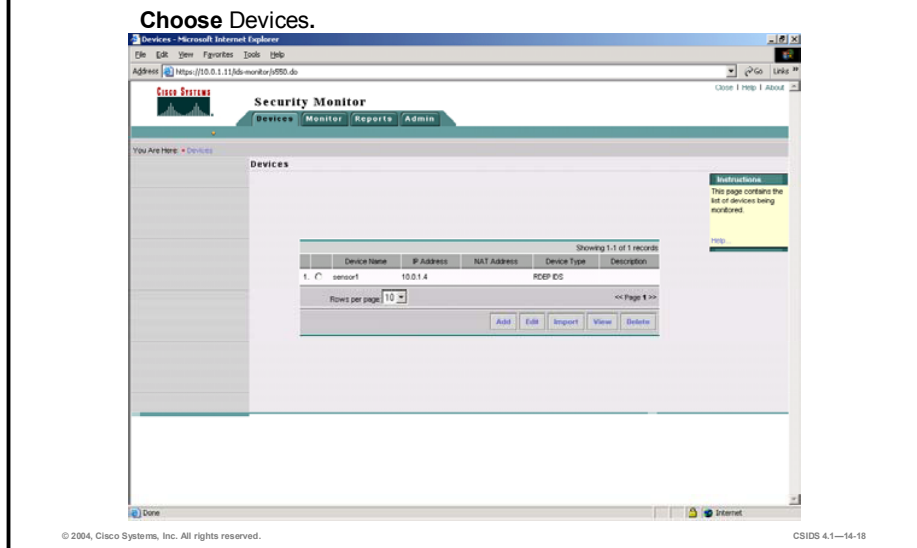 Choose Devices.
Devices - Microsoft Internet Explorer
File Edit View Favorites Tools Help
Address https://10.0.1.11/ids-monitor/s550.do Go Links »
Close | Help | About
CISCO SYSTEMS
Security Monitor
Devices Monitor Reports Admin
You Are Here: • Devices
Devices
Instructions
This page contains the
list of devices being
monitored.
Help...
Showing 1-1 of 1 records
Device Name IP Address NAT Address Device Type Description
1. sensor1 10.0.1.4 RDEP IDS
Rows per page: 10 << Page 1 >>
Add Edit Import View Delete
Done Internet
© 2004, Cisco Systems, Inc. All rights reserved. CSIDS 4.1—14-18